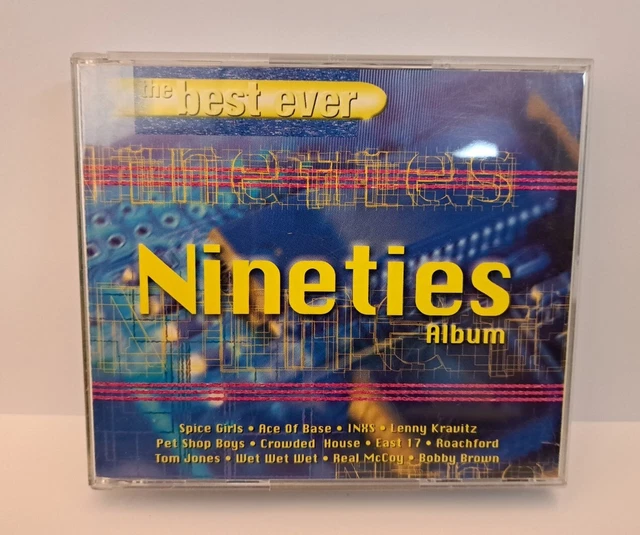 the best ever
Nineties
Nineties
Album
Spice Girls • Ace Of Base • INXS • Lenny Kravitz
Pet Shop Boys • Crowded House • East 17 • Roachford
Tom Jones • Wet Wet Wet • Real McCoy • Bobby Brown